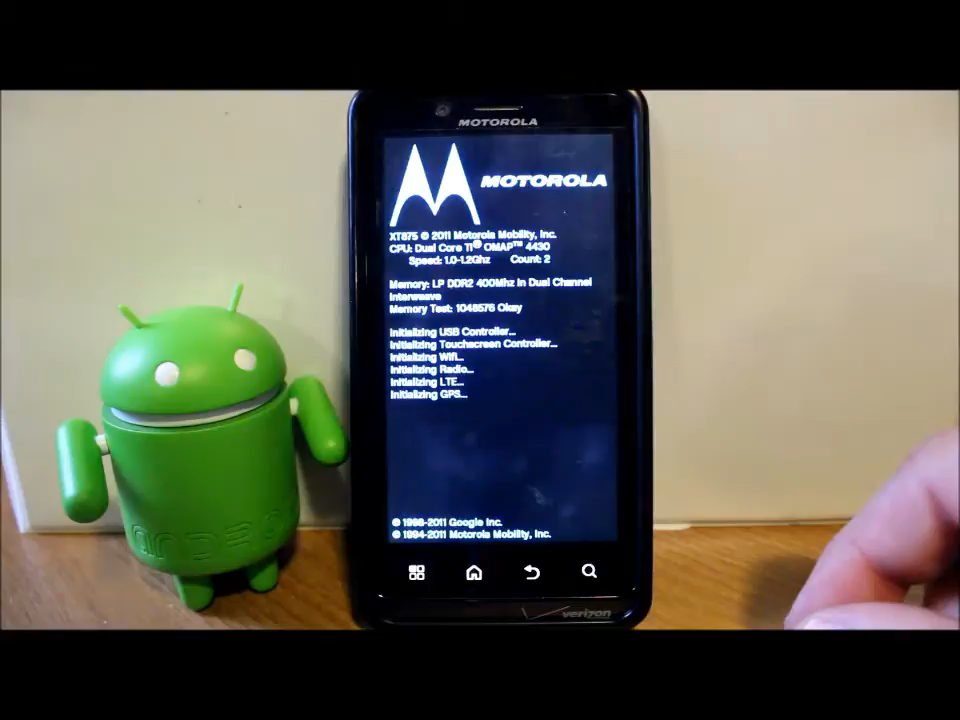 MOTOROLA
MOTOROLA
XT875 © 2011 Motorola Mobility, Inc.
CPU: Dual Core TI® OMAP™ 4430
Speed: 1.0-1.2Ghz Count: 2
Memory: LP DDR2 400Mhz in Dual Channel
Interweave
Memory Test: 1048576 Okay
Initializing USB Controller...
Initializing Touchscreen Controller...
Initializing Wifi...
Initializing Radio...
Initializing LTE...
Initializing GPS...
© 1998-2011 Google Inc.
© 1994-2011 Motorola Mobility, Inc.
verizon
ANDROID